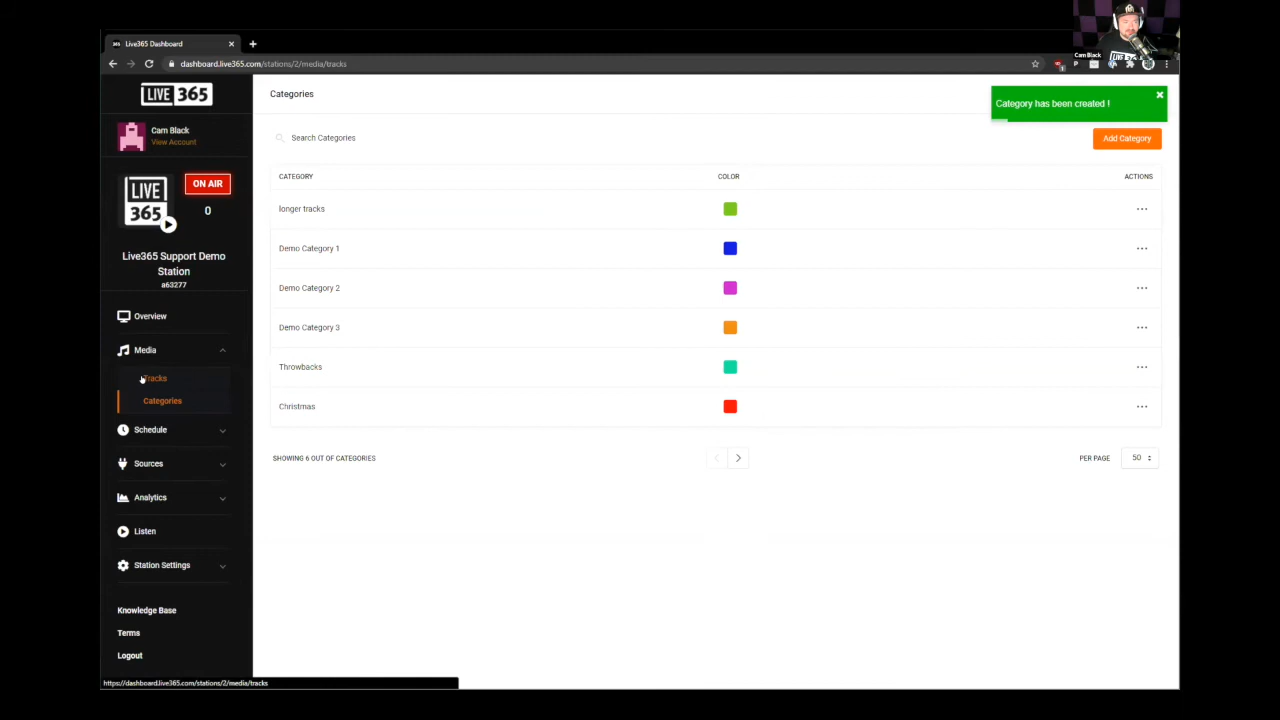 Live365 Dashboard
dashboard.live365.com/stations/2/media/tracks
Cam Black
LIVE 365
Cam Black
View Account
LIVE
365
ON AIR
0
Live365 Support Demo
Station
a63277
Overview
Media
Tracks
Categories
Schedule
Sources
Analytics
Listen
Station Settings
Knowledge Base
Terms
Logout
Categories
Category has been created !
Search Categories
Add Category
CATEGORY COLOR ACTIONS
longer tracks
Demo Category 1
Demo Category 2
Demo Category 3
Throwbacks
Christmas
SHOWING 6 OUT OF CATEGORIES
PER PAGE 50
https://dashboard.live365.com/stations/2/media/tracks